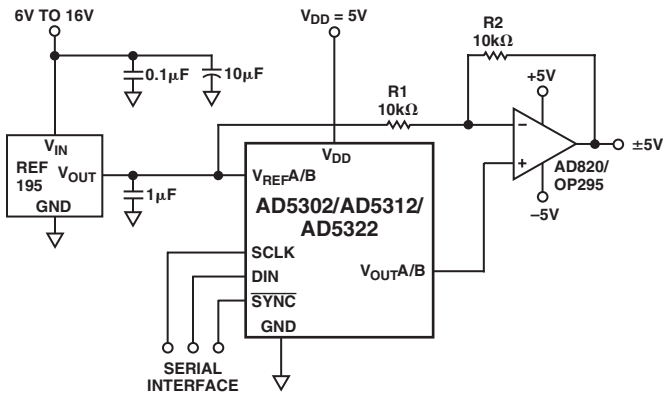 6V TO 16V
0.1µF
10µF
V_DD = 5V
R2
10kΩ
R1
10kΩ
+5V
−
+
±5V
AD820/
OP295
–5V
V_IN
REF
195
V_OUT
GND
1µF
V_DD
V_REFA/B
AD5302/AD5312/
AD5322
SCLK
DIN
SYNC
V_OUTA/B
GND
SERIAL
INTERFACE